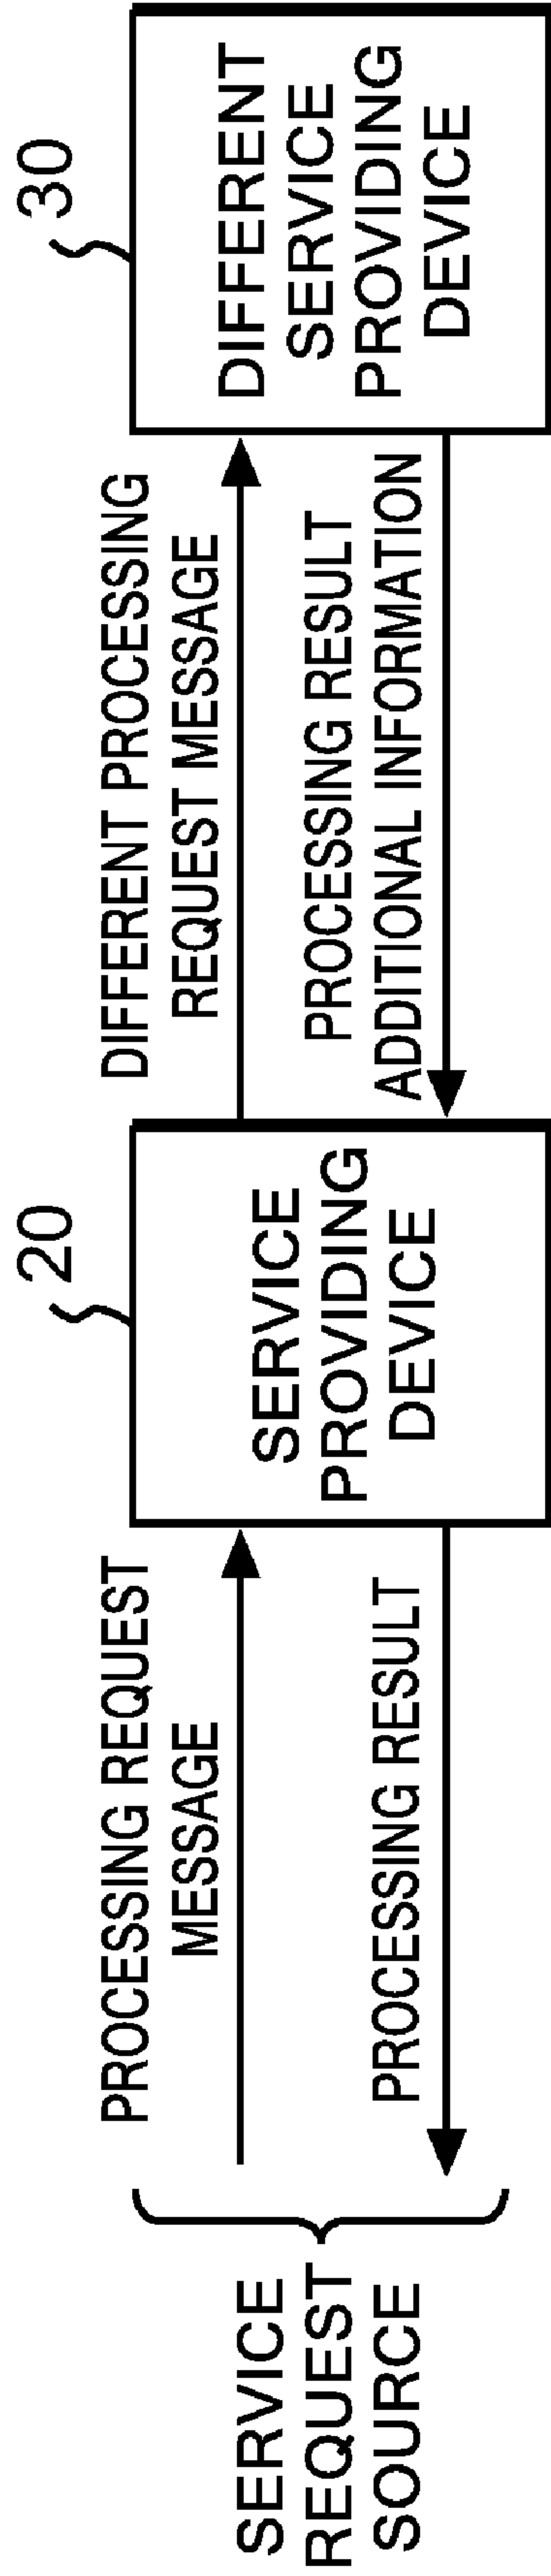 SERVICE
REQUEST
SOURCE
PROCESSING REQUEST
MESSAGE
PROCESSING RESULT
20
SERVICE
PROVIDING
DEVICE
DIFFERENT PROCESSING
REQUEST MESSAGE
PROCESSING RESULT
ADDITIONAL INFORMATION
30
DIFFERENT
SERVICE
PROVIDING
DEVICE